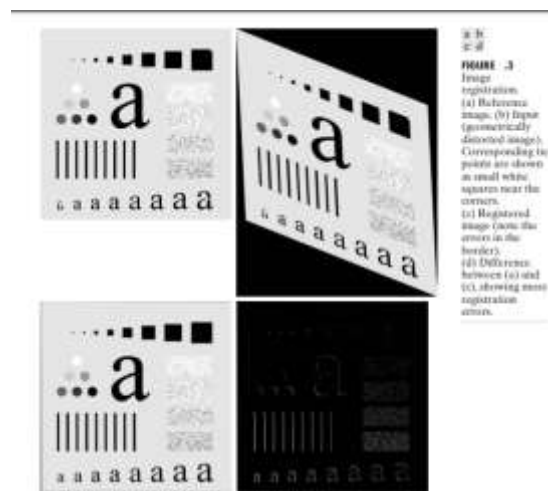 a
a a a a a a a a
a
a a a a a a a a
a
a a a a a a a a
a b
c d
FIGURE .3
Image
registration.
(a) Reference
image. (b) Input
(geometrically
distorted image).
Corresponding tie
points are shown
as small white
squares near the
corners.
(c) Registered
image (note the
errors in the
border).
(d) Difference
between (a) and
(c), showing more
registration
errors.